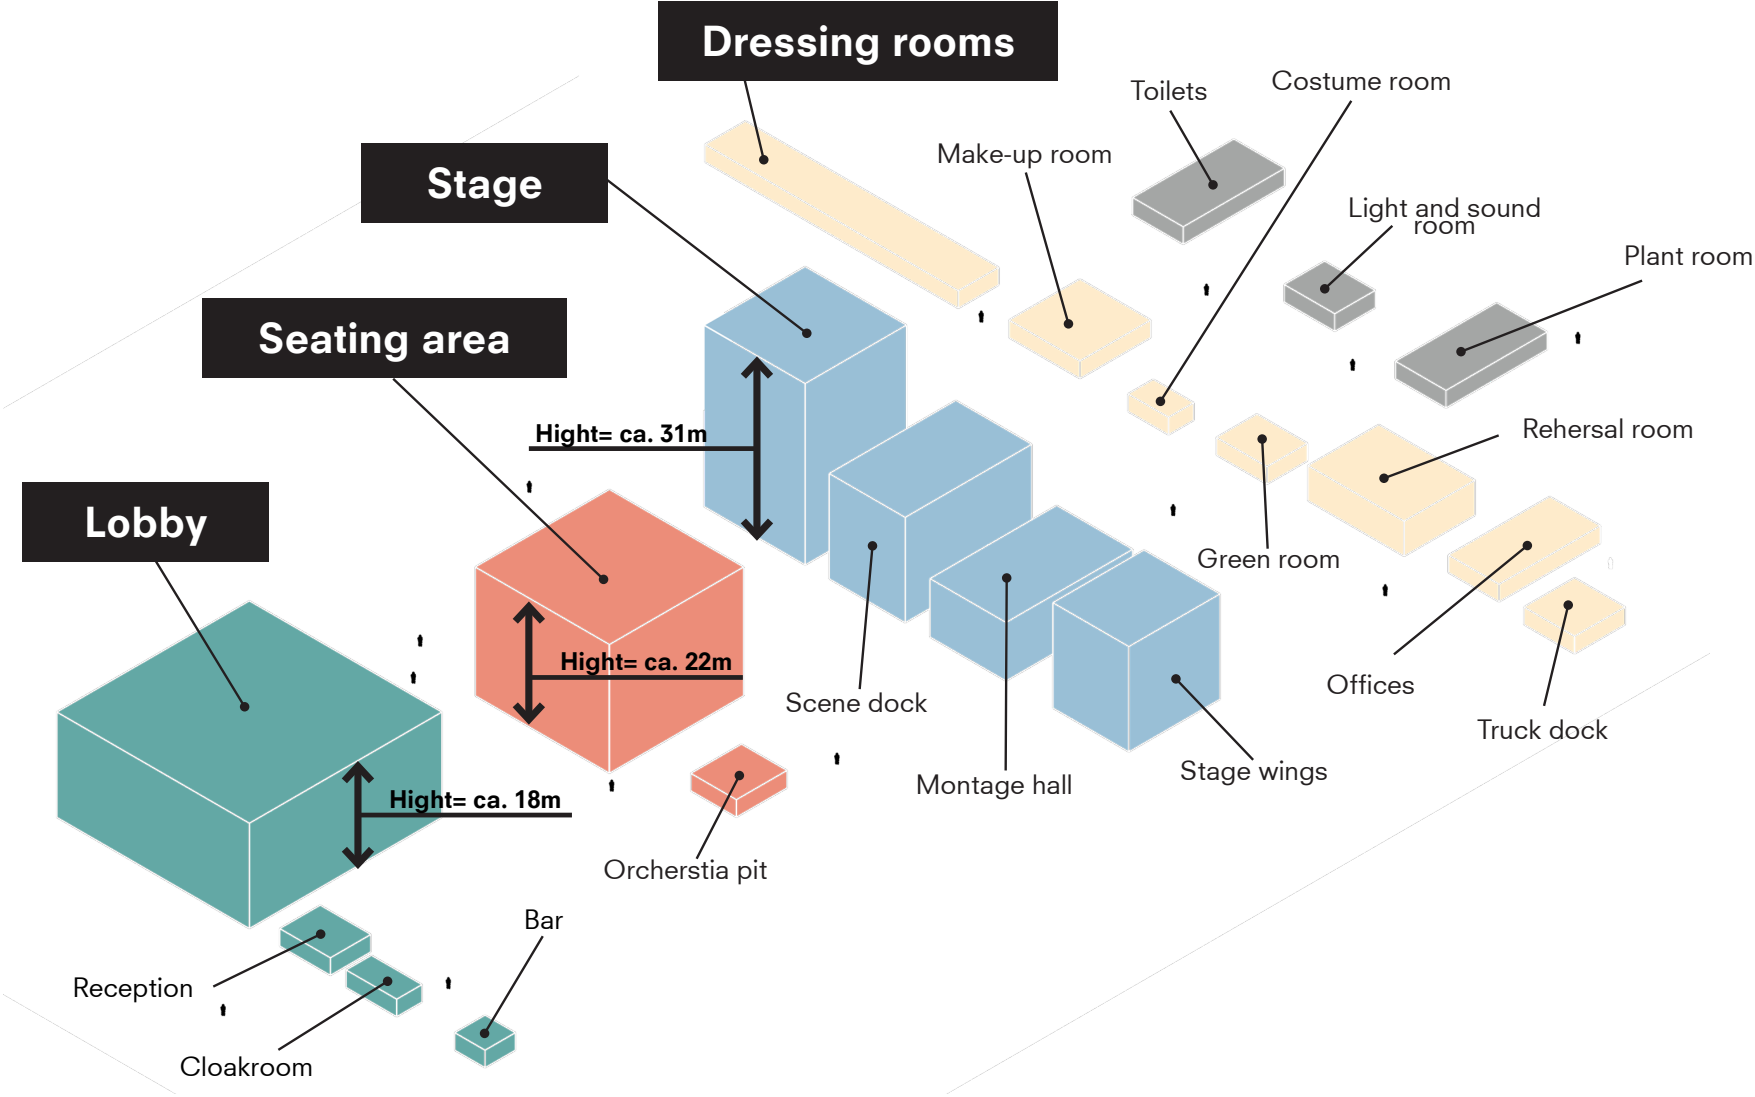 Dressing rooms
Toilets
Costume room
Make-up room
Stage
Light and sound
room
Plant room
Seating area
Hight= ca. 31m
Rehersal room
Lobby
Green room
Hight= ca. 22m
Offices
Scene dock
Truck dock
Stage wings
Montage hall
Hight= ca. 18m
Orcherstia pit
Bar
Reception
Cloakroom